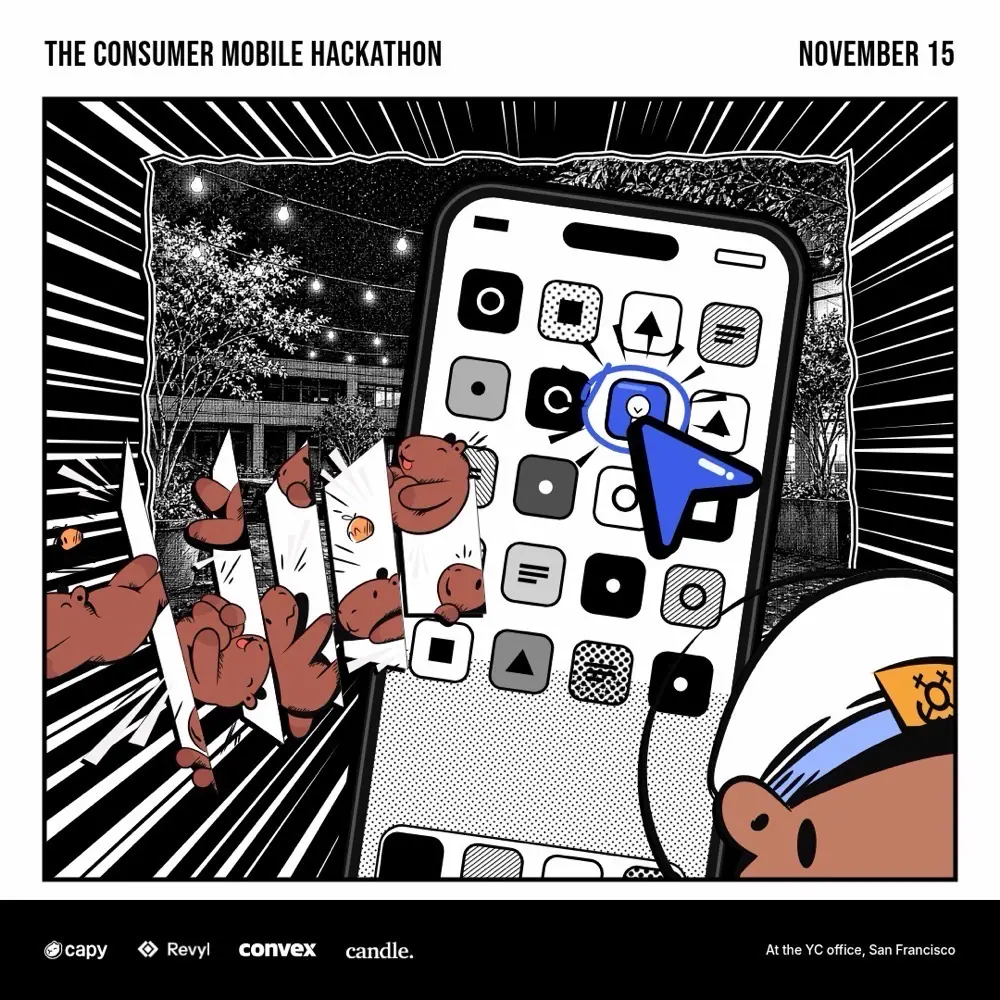 THE CONSUMER MOBILE HACKATHON
NOVEMBER 15
capy
Revyl
convex
candle.
At the YC office, San Francisco